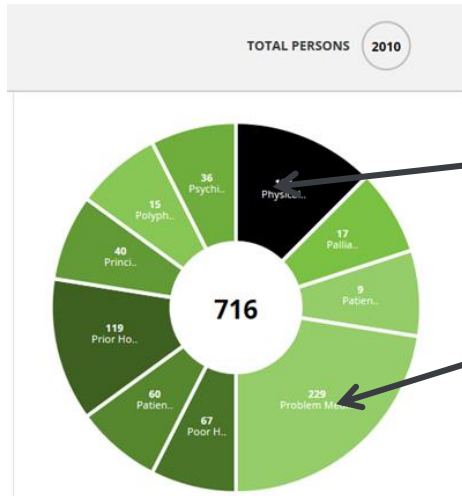 TOTAL PERSONS 2010
Physical..
17
Pallia..
9
Patien..
229
Problem Med..
67
Poor H..
60
Patien..
119
Prior Ho..
40
Princi..
15
Polyph..
36
Psychi..
716